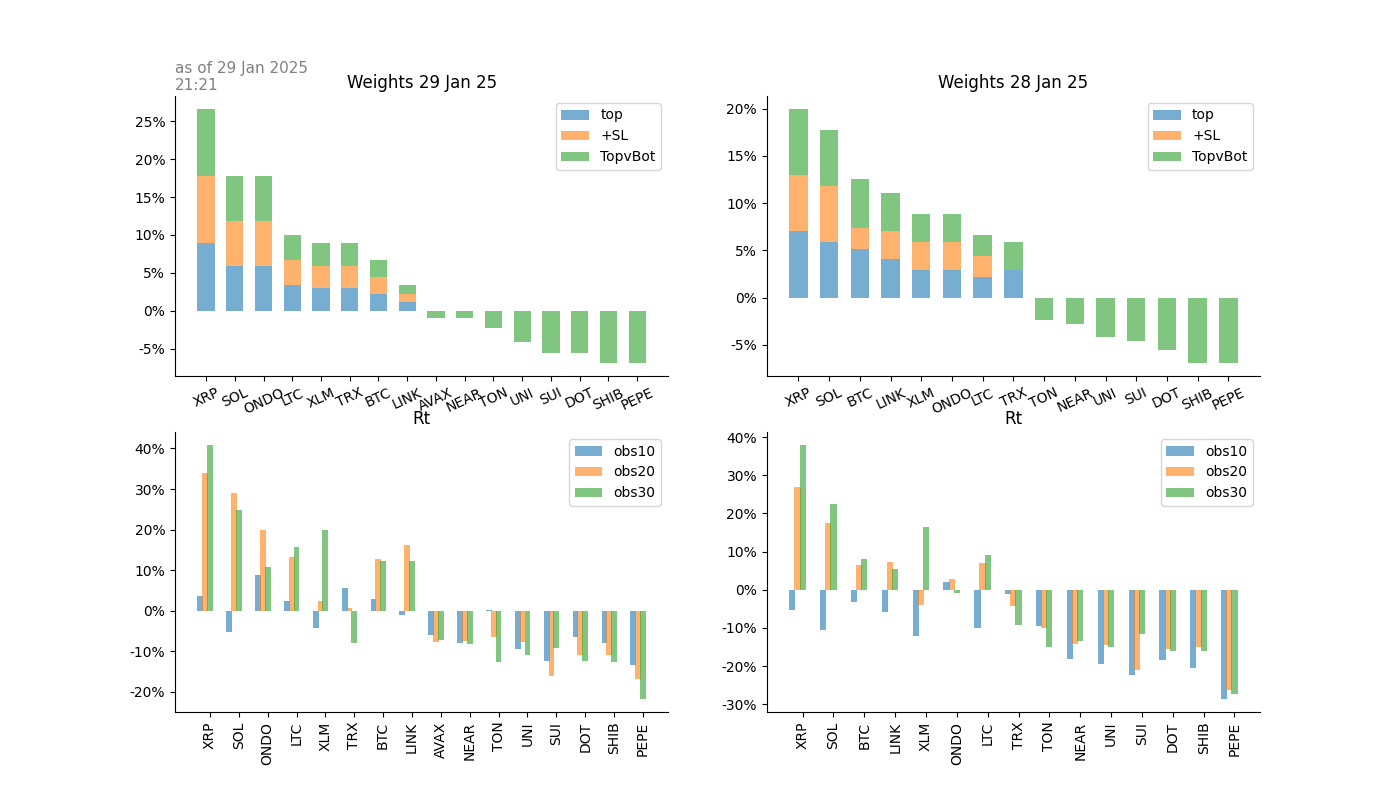 as of 29 Jan 2025
21:21
Weights 29 Jan 25
25%
20%
15%
10%
5%
0%
-5%
top
+SL
TopvBot
XRP SOL ONDO LTC XLM TRX BTC LINK AVAX NEAR TON UNI SUI DOT SHIB PEPE
Weights 28 Jan 25
20%
15%
10%
5%
0%
-5%
top
+SL
TopvBot
XRP SOL BTC LINK XLM ONDO LTC TRX TON NEAR UNI SUI DOT SHIB PEPE
Rt
40%
30%
20%
10%
0%
-10%
-20%
obs10
obs20
obs30
XRP SOL ONDO LTC XLM TRX BTC LINK AVAX NEAR TON UNI SUI DOT SHIB PEPE
Rt
40%
30%
20%
10%
0%
-10%
-20%
-30%
obs10
obs20
obs30
XRP SOL BTC LINK XLM ONDO LTC TRX TON NEAR UNI SUI DOT SHIB PEPE